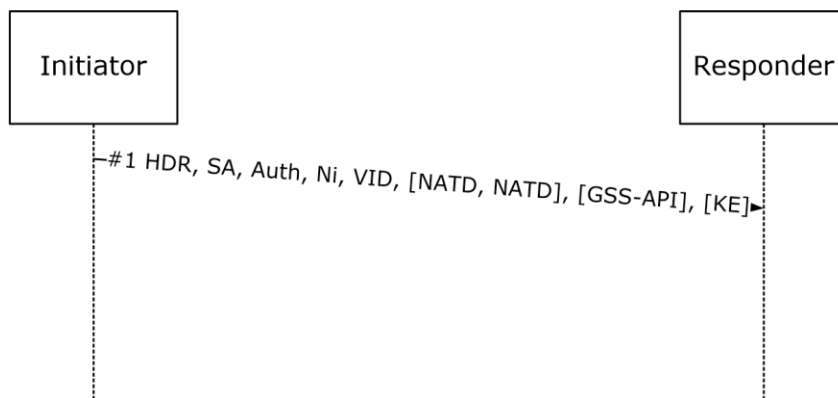 Initiator
Responder
#1 HDR, SA, Auth, Ni, VID, [NATD, NATD], [GSS-API], [KE]